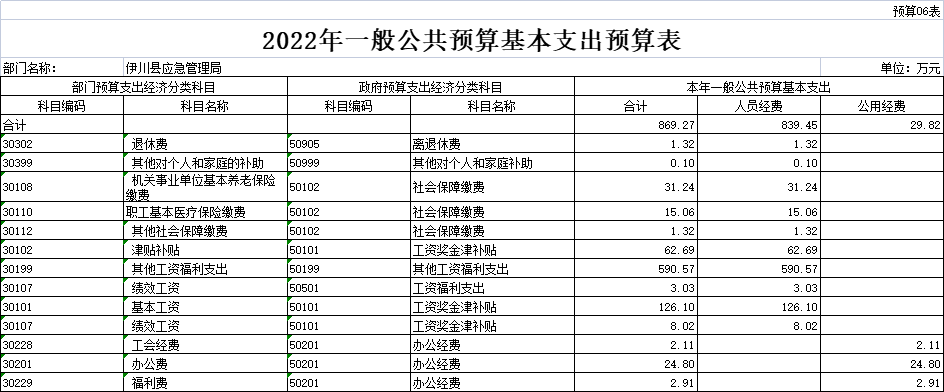 预算06表
2022年一般公共预算基本支出预算表
部门名称: 伊川县应急管理局 单位: 万元
部门预算支出经济分类科目 政府预算支出经济分类科目 本年一般公共预算基本支出
科目编码 科目名称 科目编码 科目名称 合计 人员经费 公用经费
合计 869.27 839.45 29.82
30302 退休费 50905 离退休费 1.32 1.32
30399 其他对个人和家庭的补助 50999 其他对个人和家庭补助 0.10 0.10
30108 机关事业单位基本养老保险缴费 50102 社会保障缴费 31.24 31.24
30110 职工基本医疗保险缴费 50102 社会保障缴费 15.06 15.06
30112 其他社会保障缴费 50102 社会保障缴费 1.32 1.32
30102 津贴补贴 50101 工资奖金津补贴 62.69 62.69
30199 其他工资福利支出 50199 其他工资福利支出 590.57 590.57
30107 绩效工资 50501 工资福利支出 3.03 3.03
30101 基本工资 50101 工资奖金津补贴 126.10 126.10
30107 绩效工资 50101 工资奖金津补贴 8.02 8.02
30228 工会经费 50201 办公经费 2.11 2.11
30201 办公费 50201 办公经费 24.80 24.80
30229 福利费 50201 办公经费 2.91 2.91